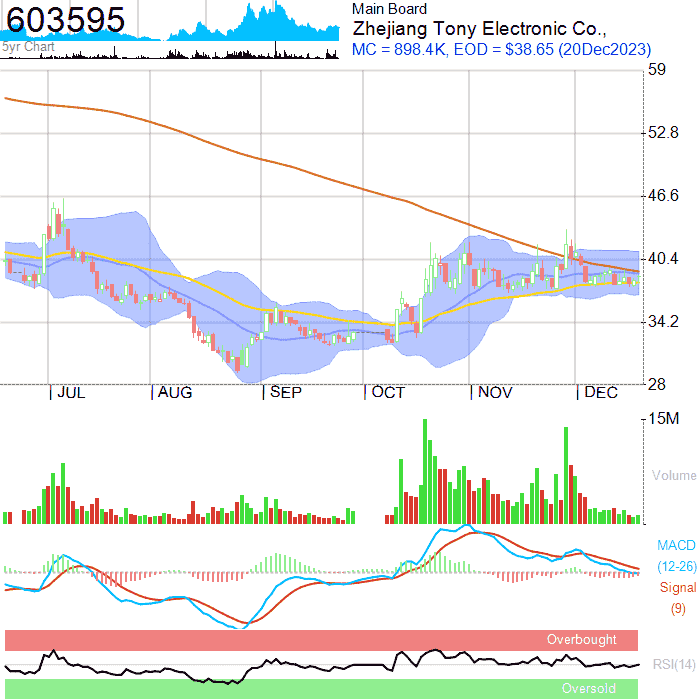 603595
5yr Chart
Main Board
Zhejiang Tony Electronic Co.,
MC = 898.4K, EOD = $38.65 (20Dec2023)
59
52.8
46.6
40.4
34.2
28
JUL AUG SEP OCT NOV DEC
15M
Volume
MACD
(12-26)
Signal
(9)
Overbought
RSI(14)
Oversold